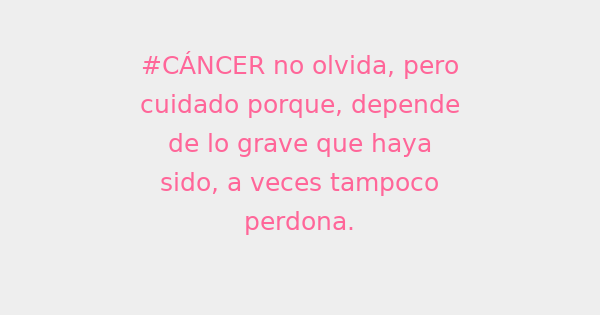 #CÁNCER no olvida, pero
cuidado porque, depende
de lo grave que haya
sido, a veces tampoco
perdona.